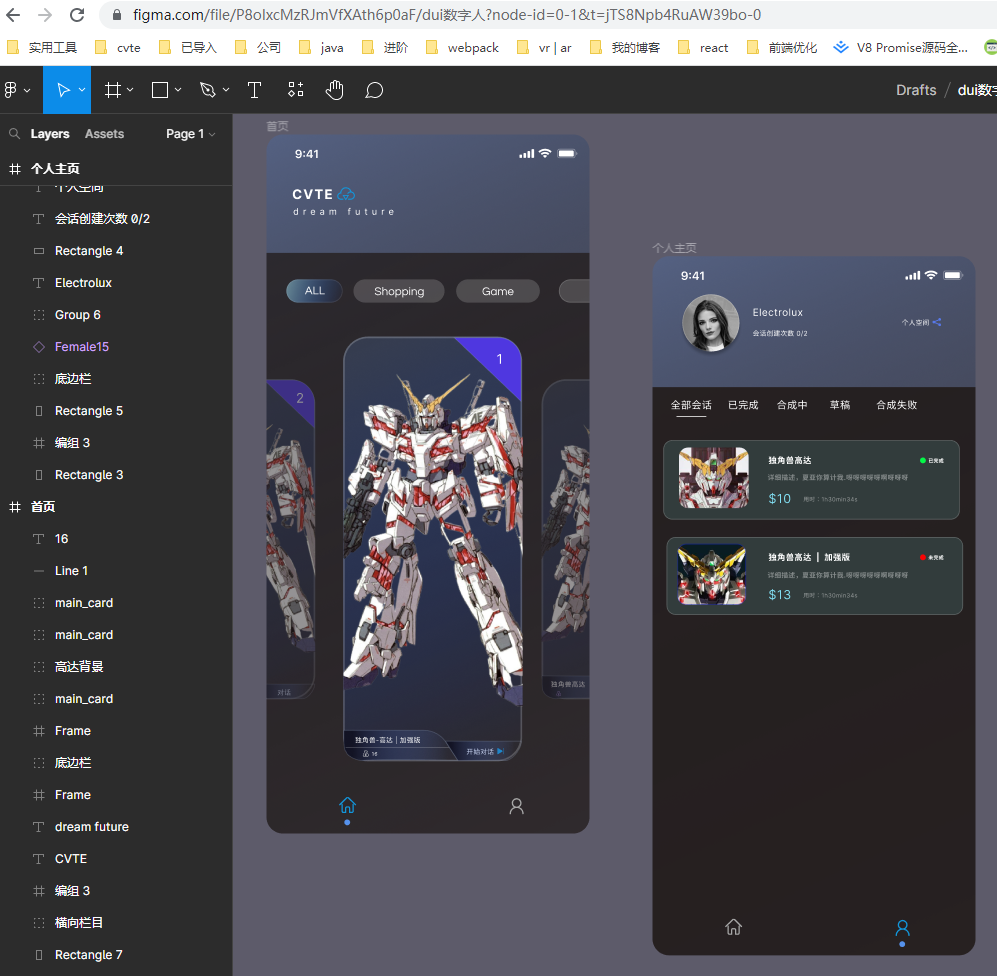 figma.com/file/P8oIxcMzRJmVfXAth6p0aF/dui数字人?node-id=0-1&t=jTS8Npb4RuAW39bo-0
实用工具 cvte 已导入 公司 java 进阶 webpack vr | ar 我的博客 react 前端优化 V8 Promise源码全...
Drafts / dui数字
Layers Assets Page 1
个人主页
个人空间
会话创建次数 0/2
Rectangle 4
Electrolux
Group 6
Female15
底边栏
Rectangle 5
编组 3
Rectangle 3
首页
16
Line 1
main_card
main_card
高达背景
main_card
Frame
底边栏
Frame
dream future
CVTE
编组 3
横向栏目
Rectangle 7
首页
9:41
CVTE
dream future
ALL Shopping Game
2
1
对话
独角兽-高达 | 加强版
16
开始对话
独角兽高达
个人主页
9:41
Electrolux
会话创建次数 0/2
个人空间
全部会话 已完成 合成中 草稿 合成失败
独角兽高达
已完成
详细描述，夏亚你算计我,呀呀呀呀呀啊呀呀呀
$10 用时：1h30min34s
独角兽高达 | 加强版
未完成
详细描述，夏亚你算计我,呀呀呀呀呀啊呀呀呀
$13 用时：1h30min34s